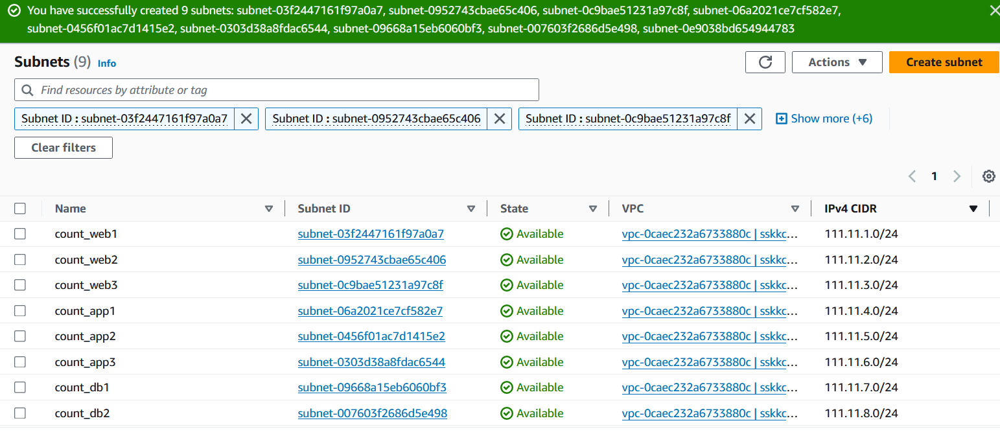 You have successfully created 9 subnets: subnet-03f2447161f97a0a7, subnet-0952743cbae65c406, subnet-0c9bae51231a97c8f, subnet-06a2021ce7cf582e7,
subnet-0456f01ac7d1415e2, subnet-0303d38a8fdac6544, subnet-09668a15eb6060bf3, subnet-007603f2686d5e498, subnet-0e9038bd654944783
Subnets (9) Info
Actions
Create subnet
Find resources by attribute or tag
Subnet ID : subnet-03f2447161f97a0a7 Subnet ID : subnet-0952743cbae65c406 Subnet ID : subnet-0c9bae51231a97c8f Show more (+6)
Clear filters
1
Name Subnet ID State VPC IPv4 CIDR
count_web1 subnet-03f2447161f97a0a7 Available vpc-0caec232a6733880c | sskkc... 111.11.1.0/24
count_web2 subnet-0952743cbae65c406 Available vpc-0caec232a6733880c | sskkc... 111.11.2.0/24
count_web3 subnet-0c9bae51231a97c8f Available vpc-0caec232a6733880c | sskkc... 111.11.3.0/24
count_app1 subnet-06a2021ce7cf582e7 Available vpc-0caec232a6733880c | sskkc... 111.11.4.0/24
count_app2 subnet-0456f01ac7d1415e2 Available vpc-0caec232a6733880c | sskkc... 111.11.5.0/24
count_app3 subnet-0303d38a8fdac6544 Available vpc-0caec232a6733880c | sskkc... 111.11.6.0/24
count_db1 subnet-09668a15eb6060bf3 Available vpc-0caec232a6733880c | sskkc... 111.11.7.0/24
count_db2 subnet-007603f2686d5e498 Available vpc-0caec232a6733880c | sskkc... 111.11.8.0/24